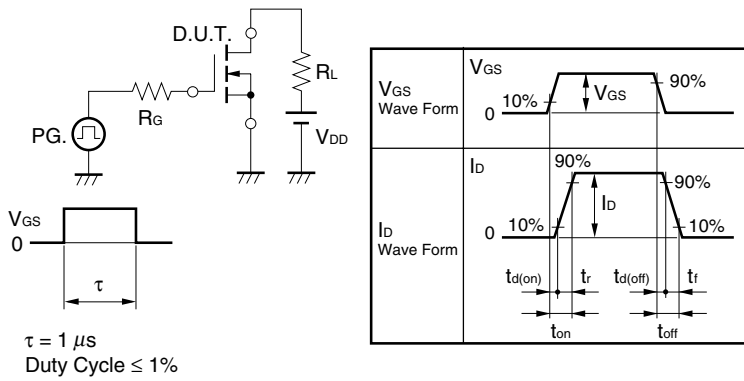 D.U.T.
RL
RG
PG.
VDD
VGS
0
τ
τ = 1 μs
Duty Cycle ≤ 1%
VGS
Wave Form
VGS
10%
0
VGS
90%
ID
Wave Form
ID
90%
90%
ID
10%
0
10%
td(on)
tr
td(off)
tf
ton
toff